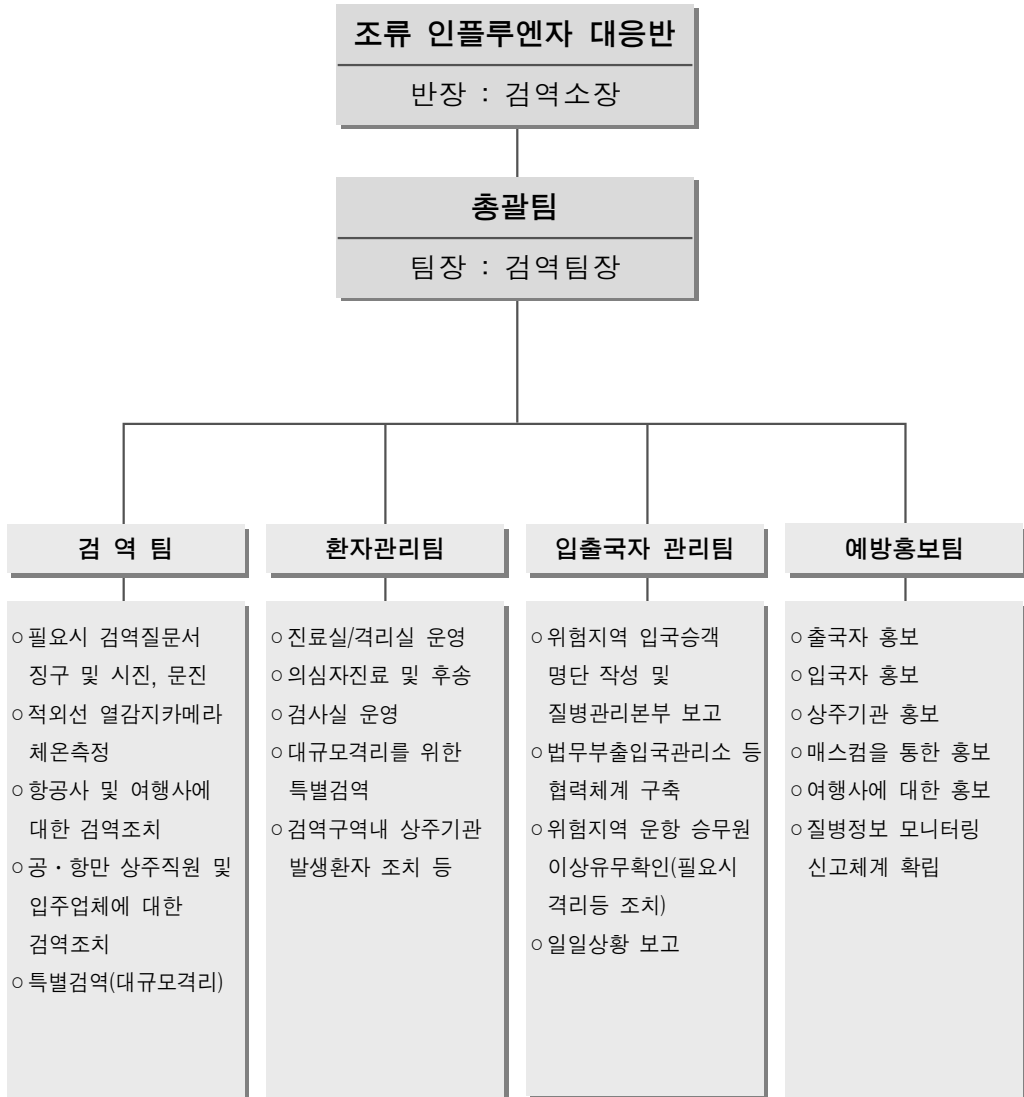 조류 인플루엔자 대응반
반장 : 검역소장
총괄팀
팀장 : 검역팀장
검 역 팀
○ 필요시 검역질문서
징구 및 시진, 문진
○ 적외선 열감지카메라
체온측정
○ 항공사 및 여행사에
대한 검역조치
○ 공・항만 상주직원 및
입주업체에 대한
검역조치
○ 특별검역(대규모격리)
환자관리팀
○ 진료실/격리실 운영
○ 의심자진료 및 후송
○ 검사실 운영
○ 대규모격리를 위한
특별검역
○ 검역구역내 상주기관
발생환자 조치 등
입출국자 관리팀
○ 위험지역 입국승객
명단 작성 및
질병관리본부 보고
○ 법무부출입국관리소 등
협력체계 구축
○ 위험지역 운항 승무원
이상유무확인(필요시
격리등 조치)
○ 일일상황 보고
예방홍보팀
○ 출국자 홍보
○ 입국자 홍보
○ 상주기관 홍보
○ 매스컴을 통한 홍보
○ 여행사에 대한 홍보
○ 질병정보 모니터링
신고체계 확립